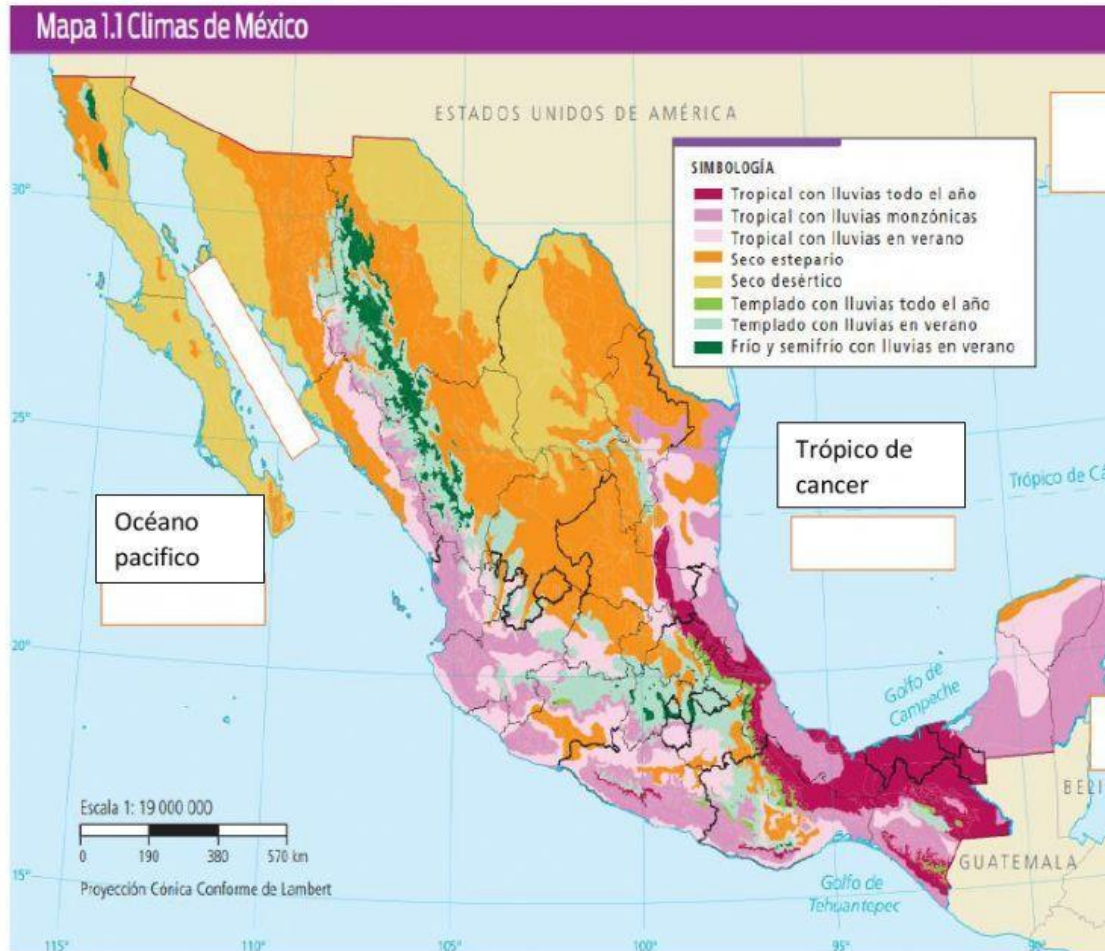 Mapa 1.1 Climas de México
ESTADOS UNIDOS DE AMÉRICA
SIMBOLOGÍA
Tropical con lluvias todo el año
Tropical con lluvias monzónicas
Tropical con lluvias en verano
Seco estepario
Seco desértico
Templado con lluvias todo el año
Templado con lluvias en verano
Frío y semifrío con lluvias en verano
30°
25°
Trópico de
cancer
Trópico de
Océano
pacifico
20°
Golfo de
Campeche
Escala 1: 19 000 000
0 190 380 570 km
Proyección Cónica Conforme de Lambert
GUATEMALA
15°
Golfo de
Tehuantepec
115° 110° 105° 100° 95° 90°